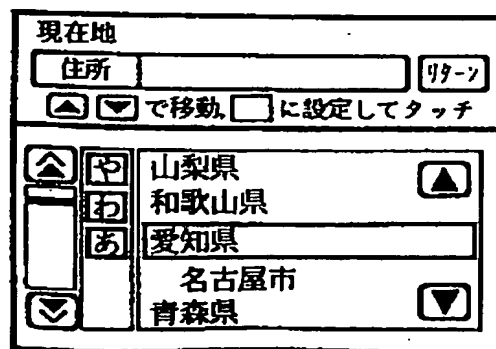 現在地
住所 リターン
▲ ▼ で移動、□に設定してタッチ
や 山梨県
わ 和歌山県
あ 愛知県
名古屋市
青森県